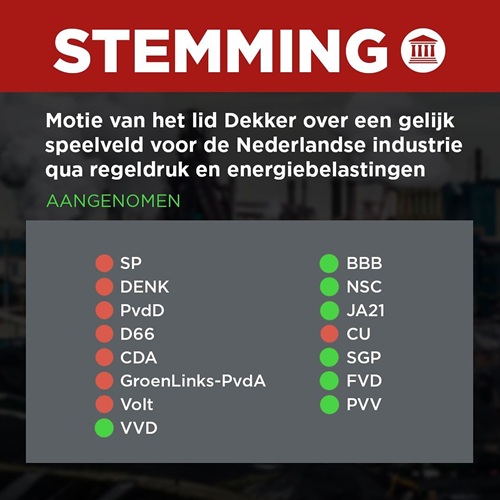 STEMMING
Motie van het lid Dekker over een gelijk
speelveld voor de Nederlandse industrie
qua regeldruk en energiebelastingen
AANGENOMEN
SP
DENK
PvdD
D66
CDA
GroenLinks-PvdA
Volt
VVD
BBB
NSC
JA21
CU
SGP
FVD
PVV